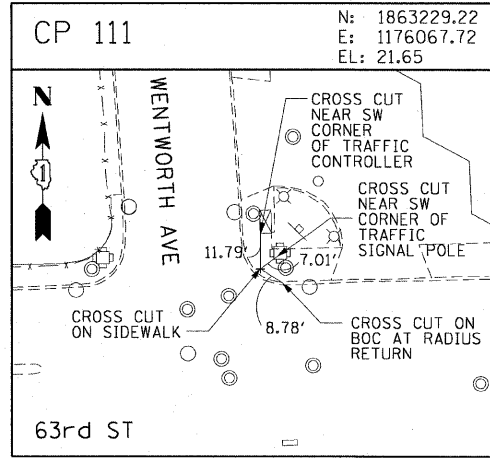 CP 111
N: 1863229.22
E: 1176067.72
EL: 21.65
N
1
WENTWORTH AVE
CROSS CUT
NEAR SW
CORNER
OF TRAFFIC
CONTROLLER
CROSS CUT
NEAR SW
CORNER OF
TRAFFIC
SIGNAL POLE
11.79'
7.01'
8.78'
CROSS CUT
ON SIDEWALK
CROSS CUT ON
BOC AT RADIUS
RETURN
63rd ST